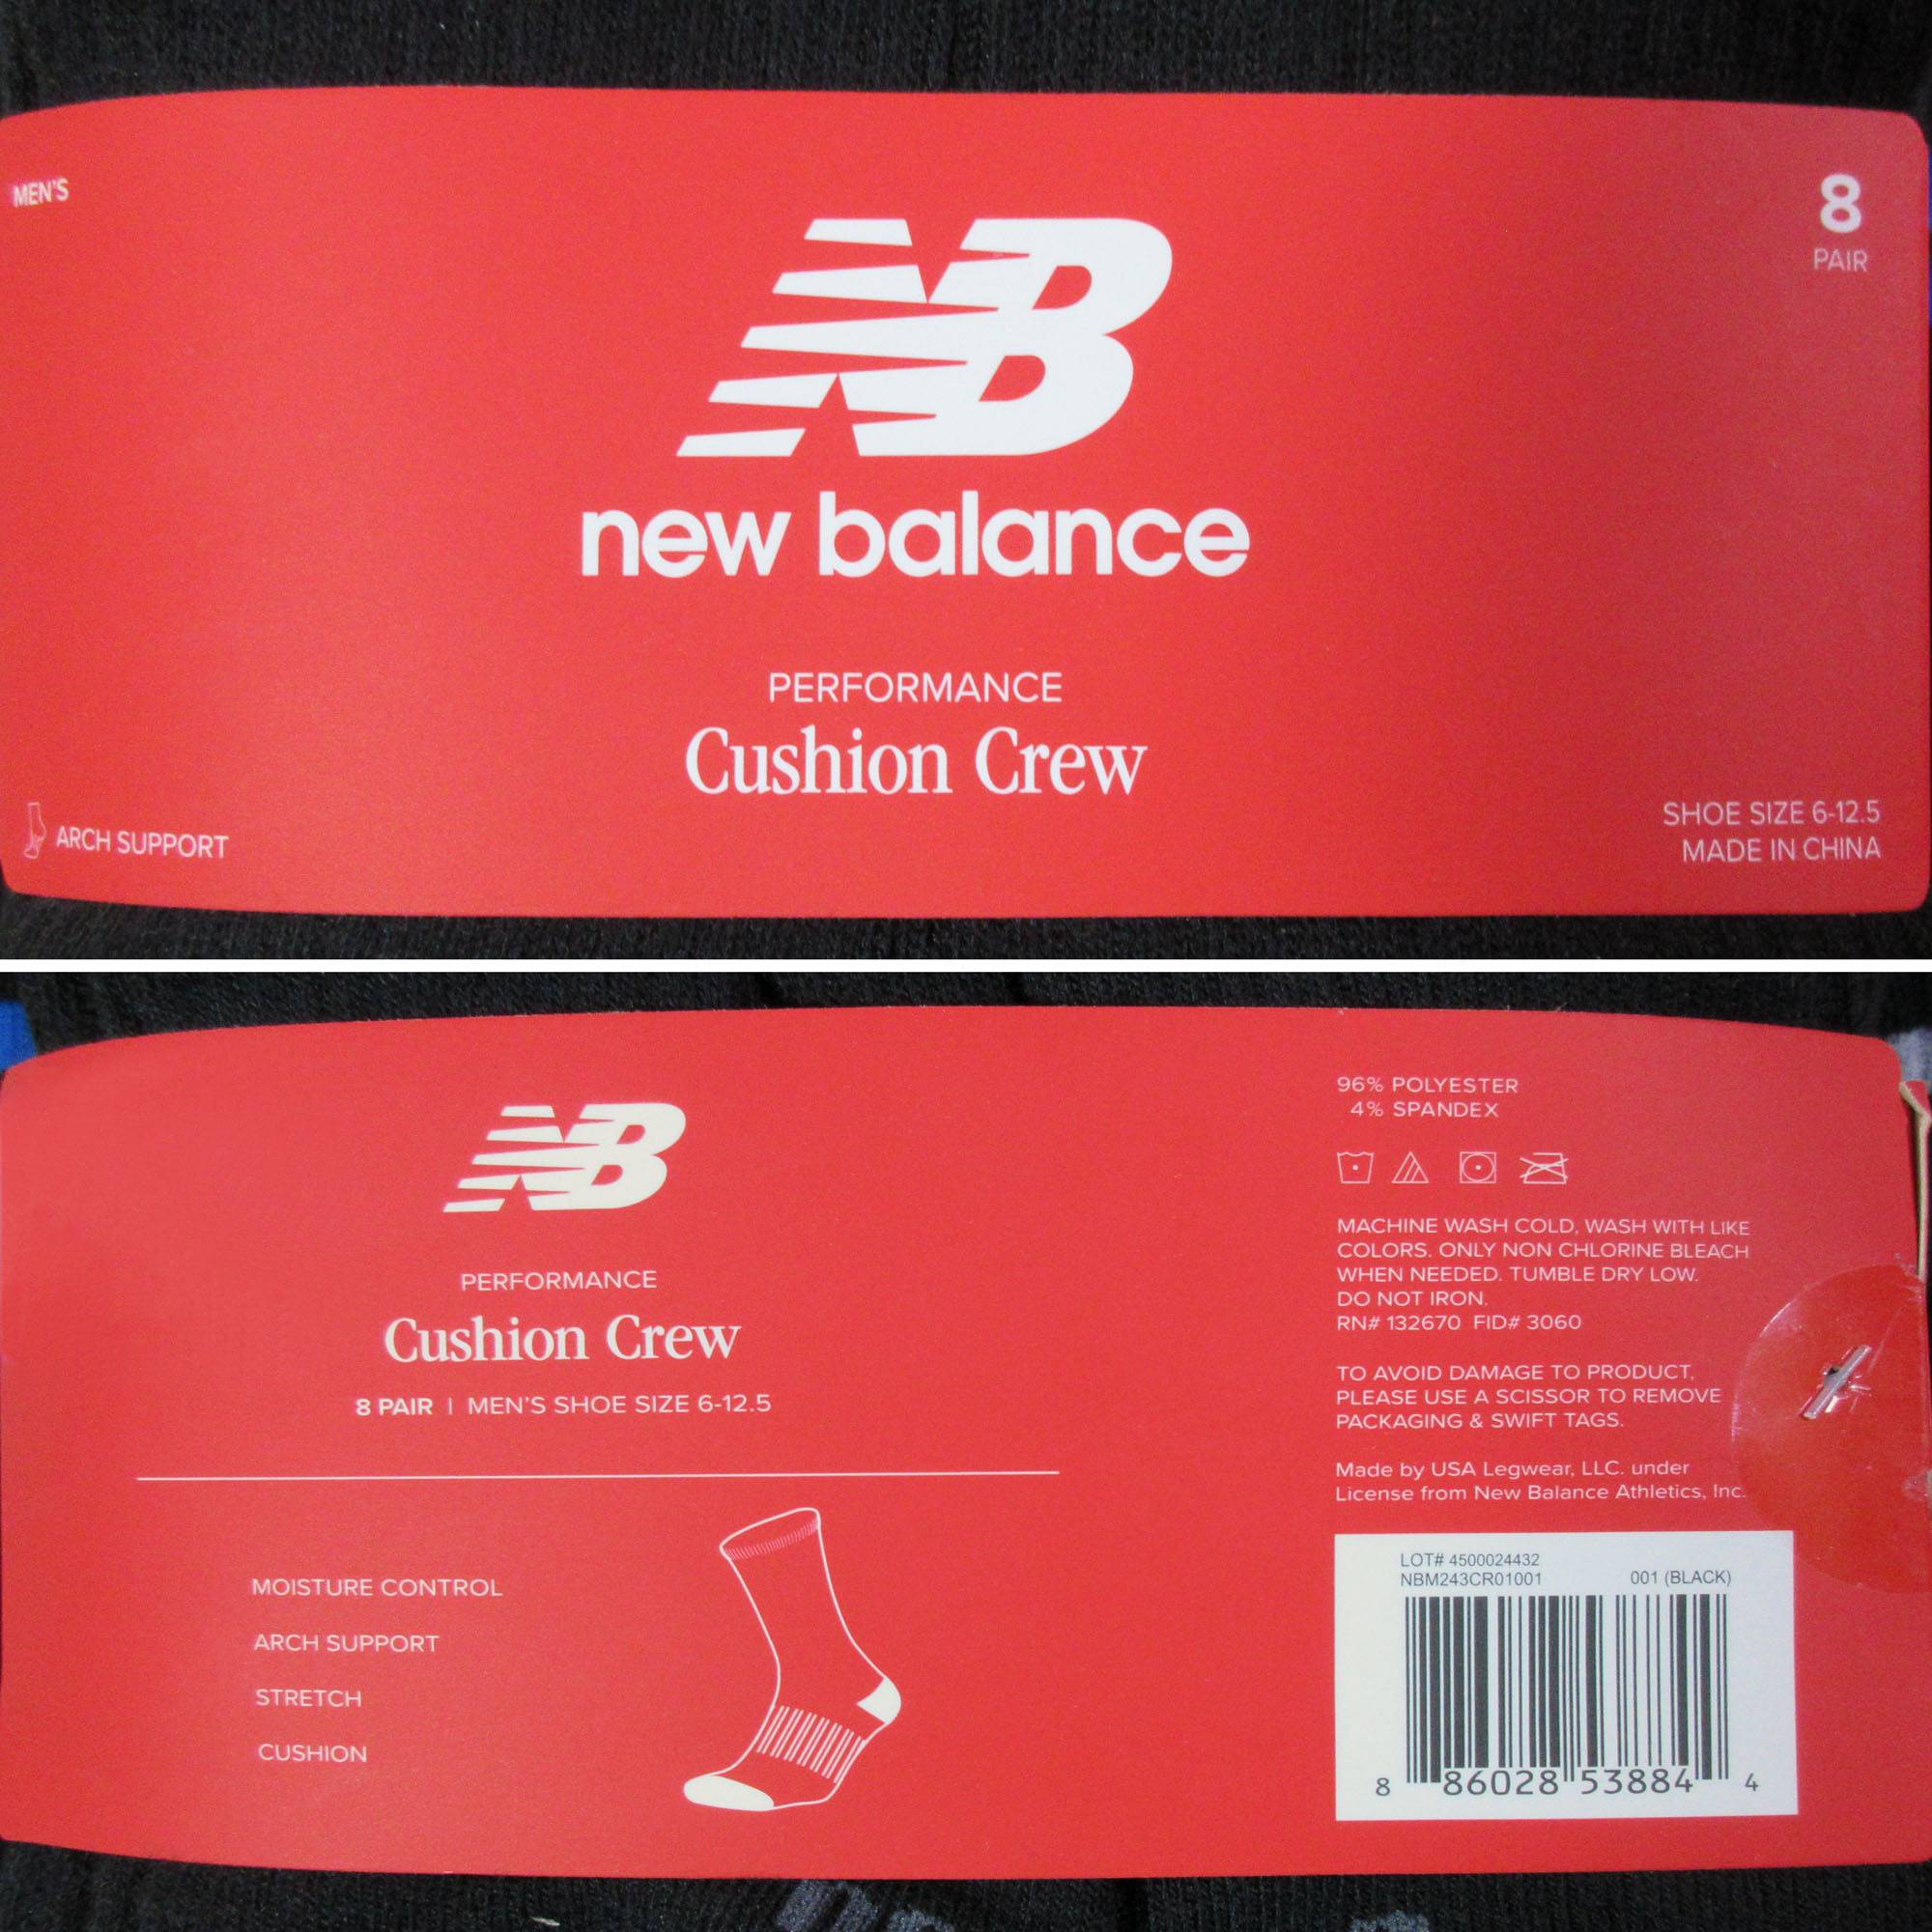 MEN'S
8
PAIR
NB
new balance
PERFORMANCE
Cushion Crew
ARCH SUPPORT
SHOE SIZE 6-12.5
MADE IN CHINA
NB
PERFORMANCE
Cushion Crew
8 PAIR | MEN'S SHOE SIZE 6-12.5
MOISTURE CONTROL
ARCH SUPPORT
STRETCH
CUSHION
96% POLYESTER
4% SPANDEX
MACHINE WASH COLD, WASH WITH LIKE
COLORS. ONLY NON CHLORINE BLEACH
WHEN NEEDED. TUMBLE DRY LOW.
DO NOT IRON.
RN# 132670 FID# 3060
TO AVOID DAMAGE TO PRODUCT,
PLEASE USE A SCISSOR TO REMOVE
PACKAGING & SWIFT TAGS.
Made by USA Legwear, LLC. under
License from New Balance Athletics, Inc.
LOT# 4500024432
NBM243CR01001 001 (BLACK)
8 86028 53884 4